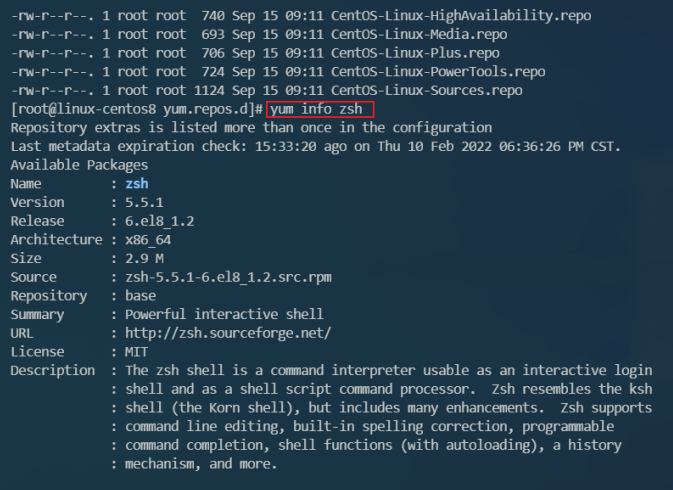 -rw-r--r--. 1 root root  740 Sep 15 09:11 CentOS-Linux-HighAvailability.repo
-rw-r--r--. 1 root root  693 Sep 15 09:11 CentOS-Linux-Media.repo
-rw-r--r--. 1 root root  706 Sep 15 09:11 CentOS-Linux-Plus.repo
-rw-r--r--. 1 root root  724 Sep 15 09:11 CentOS-Linux-PowerTools.repo
-rw-r--r--. 1 root root 1124 Sep 15 09:11 CentOS-Linux-Sources.repo
[root@linux-centos8 yum.repos.d]# yum info zsh
Repository extras is listed more than once in the configuration
Last metadata expiration check: 15:33:20 ago on Thu 10 Feb 2022 06:36:26 PM CST.
Available Packages
Name         : zsh
Version      : 5.5.1
Release      : 6.el8_1.2
Architecture : x86_64
Size         : 2.9 M
Source       : zsh-5.5.1-6.el8_1.2.src.rpm
Repository   : base
Summary      : Powerful interactive shell
URL          : http://zsh.sourceforge.net/
License      : MIT
Description  : The zsh shell is a command interpreter usable as an interactive login
             : shell and as a shell script command processor.  Zsh resembles the ksh
             : shell (the Korn shell), but includes many enhancements.  Zsh supports
             : command line editing, built-in spelling correction, programmable
             : command completion, shell functions (with autoloading), a history
             : mechanism, and more.